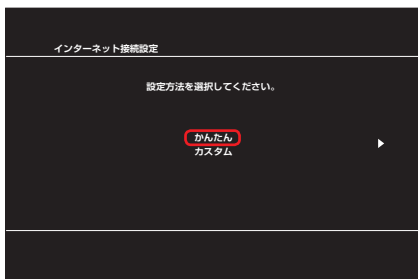 インターネット接続設定
設定方法を選択してください。
かんたん
カスタム